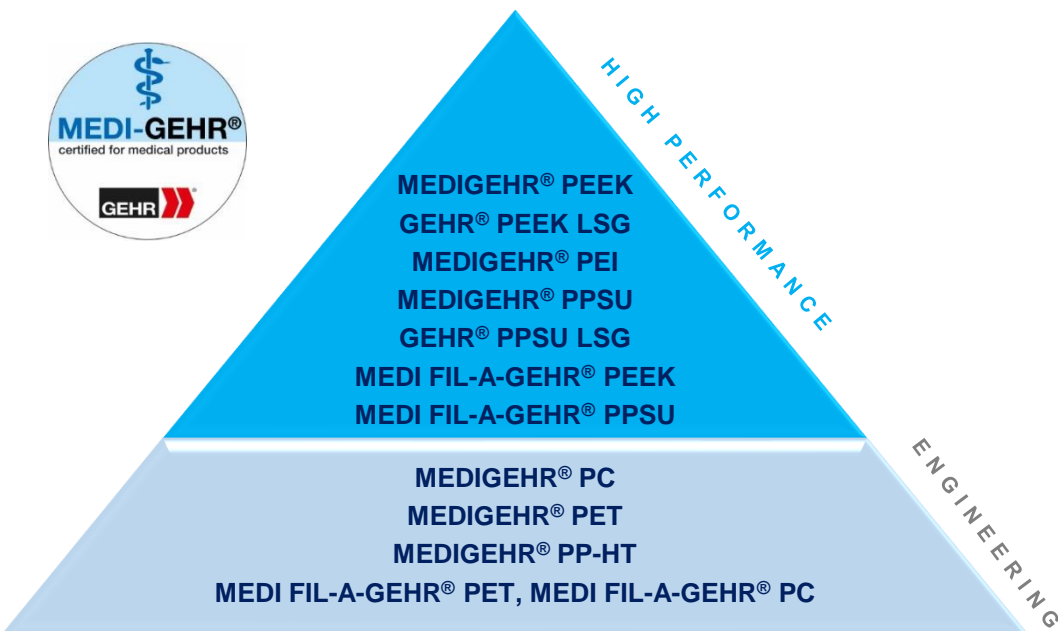 MEDI-GEHR®
certified for medical products
GEHR®
HIGH PERFORMANCE
MEDIGEHR® PEEK
GEHR® PEEK LSG
MEDIGEHR® PEI
MEDIGEHR® PPSU
GEHR® PPSU LSG
MEDI FIL-A-GEHR® PEEK
MEDI FIL-A-GEHR® PPSU
ENGINEERING
MEDIGEHR® PC
MEDIGEHR® PET
MEDIGEHR® PP-HT
MEDI FIL-A-GEHR® PET, MEDI FIL-A-GEHR® PC